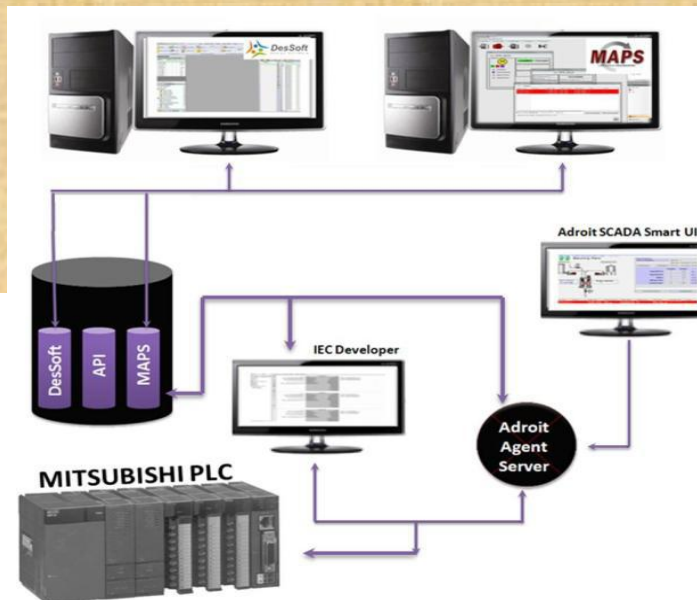 DesSoft
MAPS
Adroit SCADA Smart UI
DesSoft
API
MAPS
IEC Developer
Adroit
Agent
Server
MITSUBISHI PLC